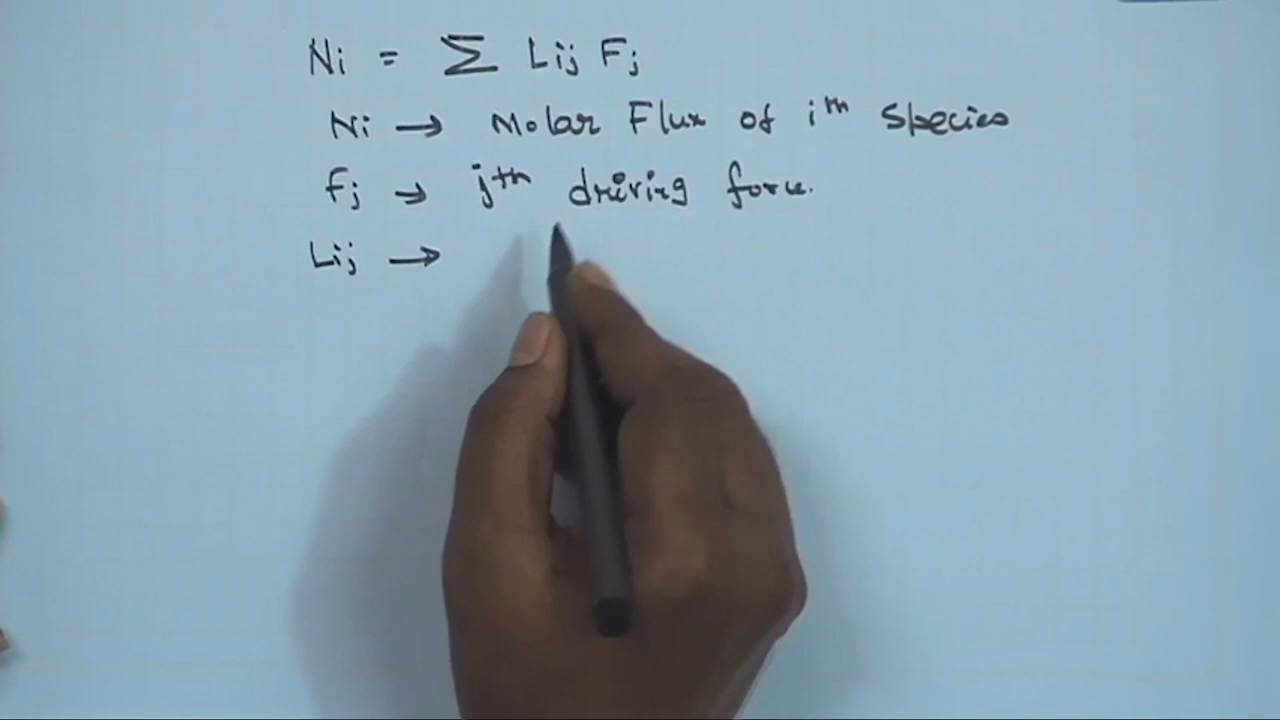 Ni = Σ Lij Fj
Ni → Molar Flux of ith Species
Fj → jth driving force.
Lij →